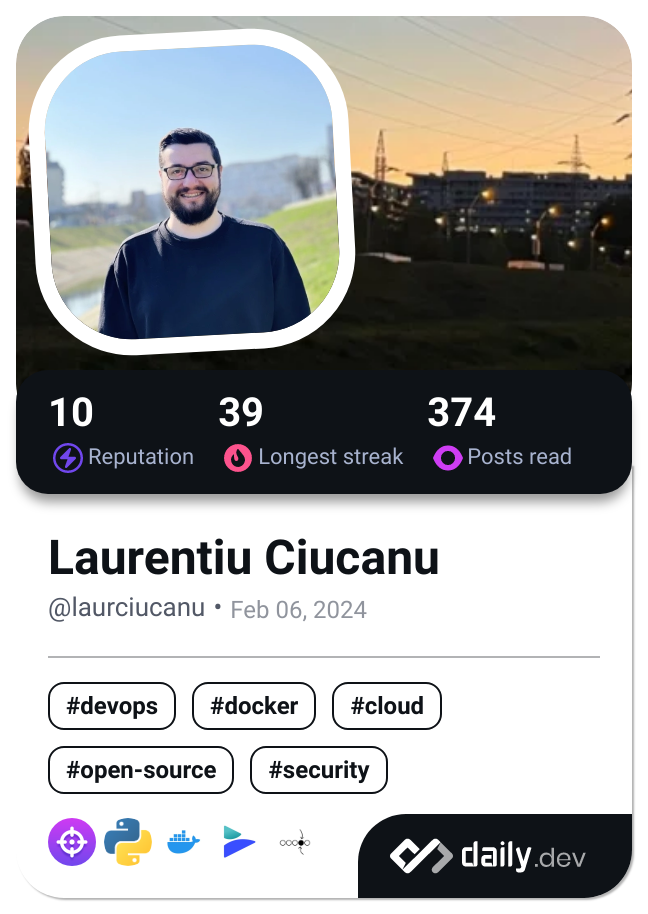 10 39 374
Reputation Longest streak Posts read
Laurentiu Ciucanu
@laurciucanu • Feb 06, 2024
#devops #docker #cloud
#open-source #security
daily.dev